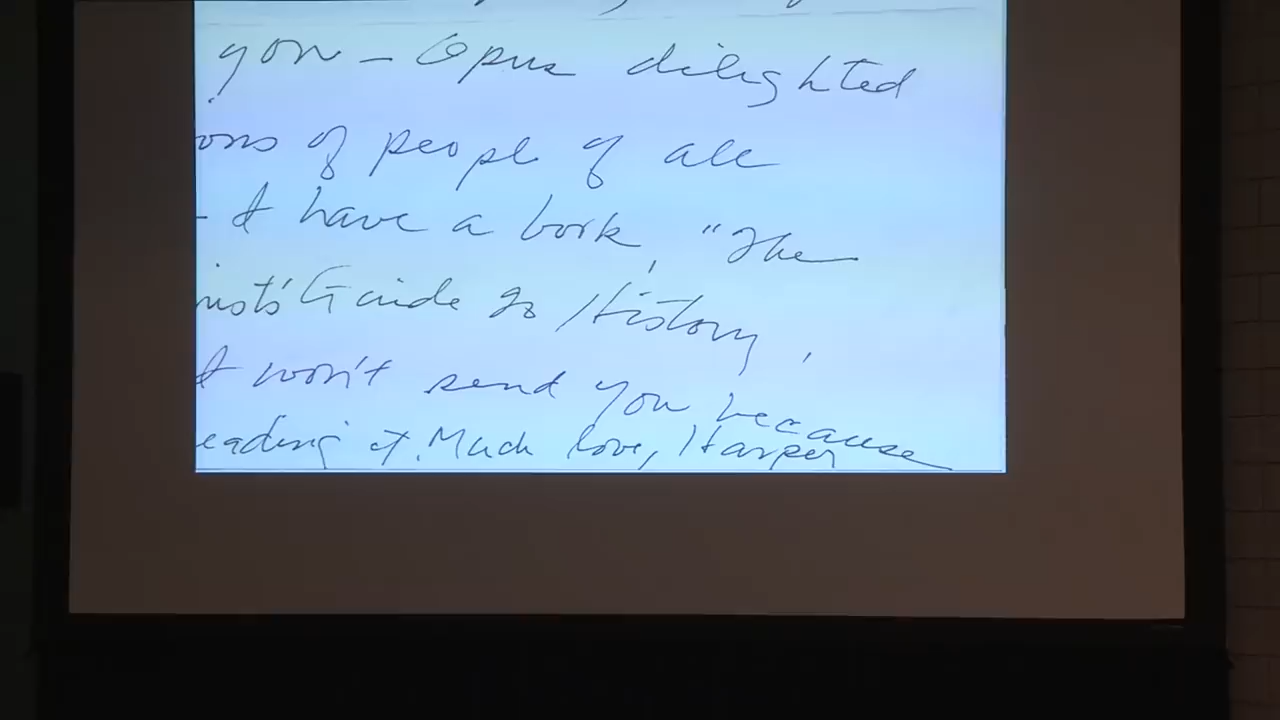 you — Opus delighted
ons of people of all
- I have a book, "The
nists' Guide to History,
I won't send you because
eading it. Much love, Harper